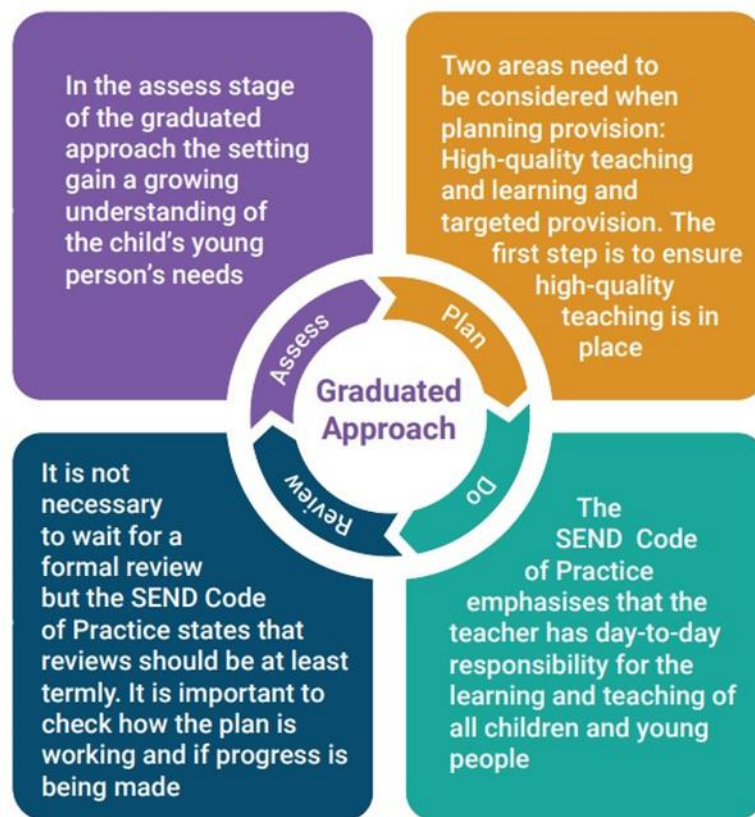 In the assess stage
of the graduated
approach the setting
gain a growing
understanding of
the child's young
person's needs
Two areas need to
be considered when
planning provision:
High-quality teaching
and learning and
targeted provision. The
first step is to ensure
high-quality
teaching is in
place
Assess
Plan
Graduated
Approach
Review
Do
It is not
necessary
to wait for a
formal review
but the SEND Code
of Practice states that
reviews should be at least
termly. It is important to
check how the plan is
working and if progress is
being made
The
SEND Code
of Practice
emphasises that the
teacher has day-to-day
responsibility for the
learning and teaching of
all children and young
people